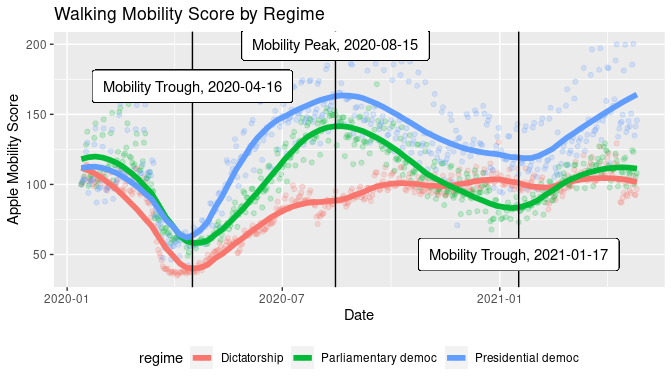 Walking Mobility Score by Regime
Mobility Peak, 2020-08-15
Mobility Trough, 2020-04-16
Mobility Trough, 2021-01-17
200
150
100
50
Apple Mobility Score
2020-01
2020-07
2021-01
Date
regime
Dictatorship
Parliamentary democ
Presidential democ